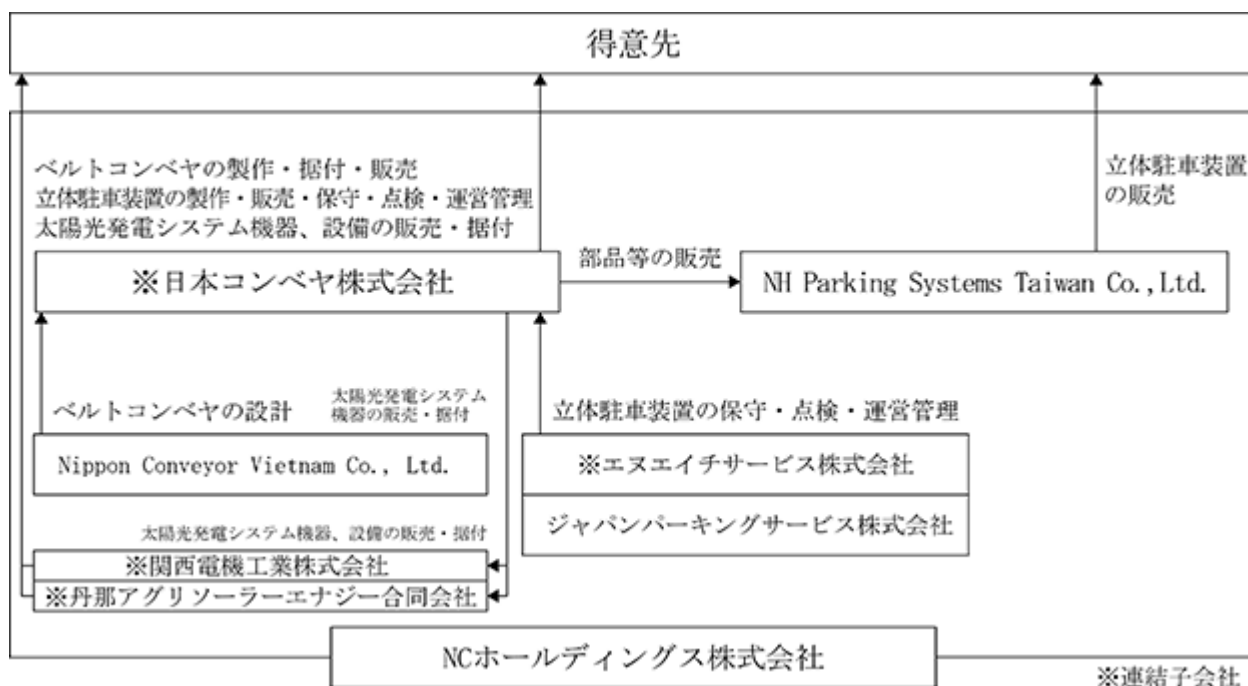 得意先
ベルトコンベヤの製作・据付・販売
立体駐車装置の製作・販売・保守・点検・運営管理
太陽光発電システム機器、設備の販売・据付
立体駐車装置
の販売
※日本コンベヤ株式会社
部品等の販売
NH Parking Systems Taiwan Co.,Ltd.
ベルトコンベヤの設計
太陽光発電システム
機器の販売・据付
立体駐車装置の保守・点検・運営管理
Nippon Conveyor Vietnam Co., Ltd.
※エヌエイチサービス株式会社
ジャパンパーキングサービス株式会社
太陽光発電システム機器、設備の販売・据付
※関西電機工業株式会社
※丹那アグリソーラーエナジー合同会社
NCホールディングス株式会社
※連結子会社